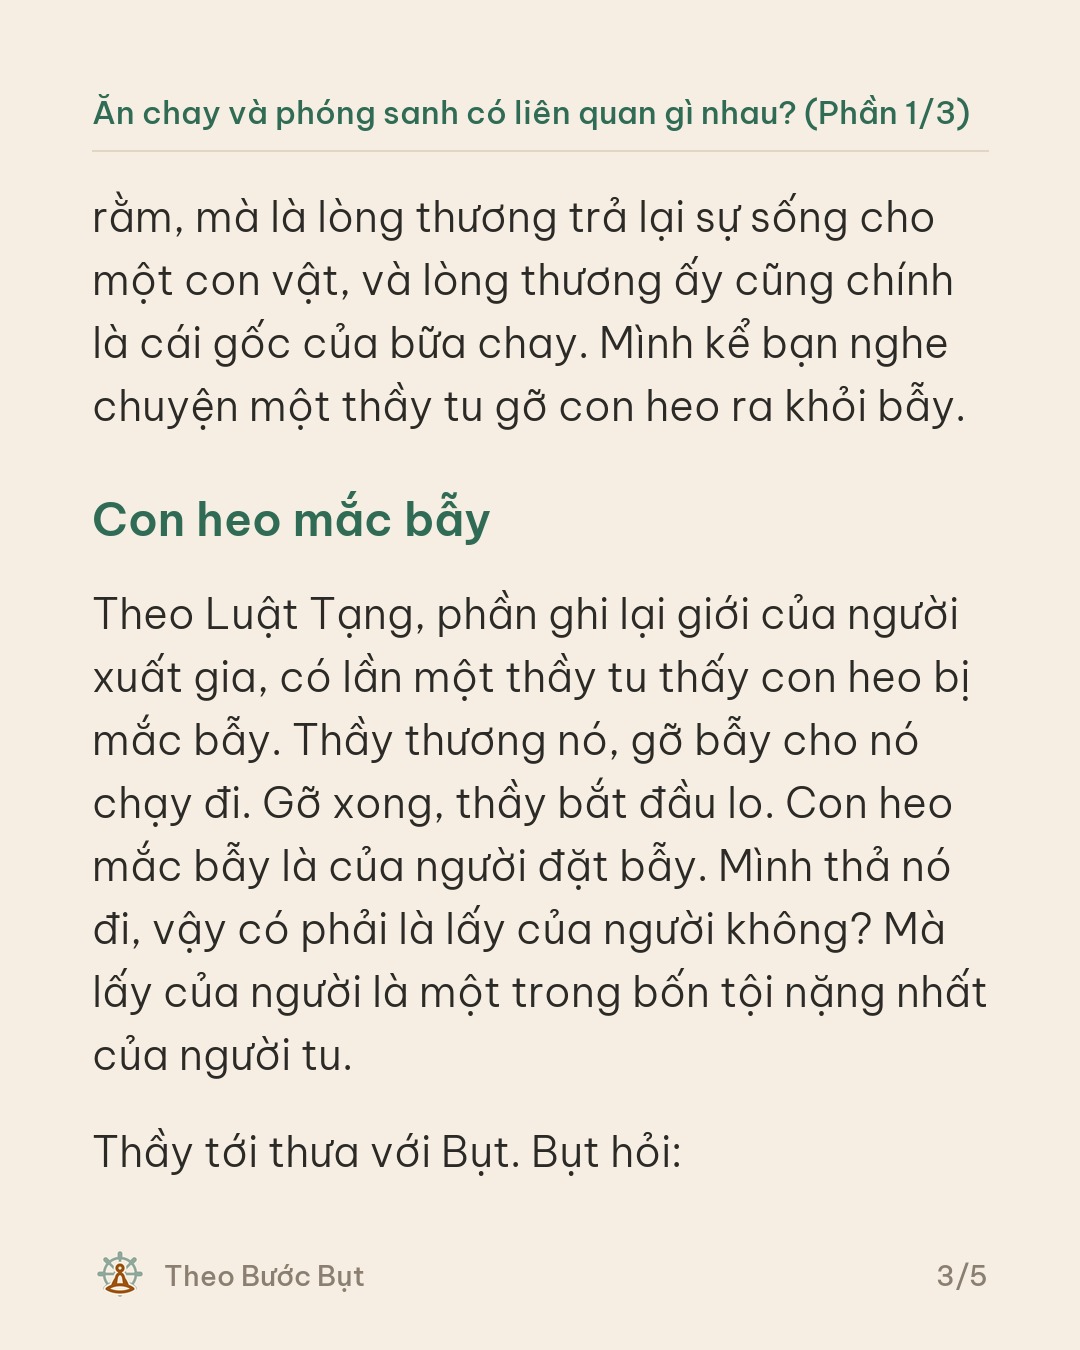 Ăn chay và phóng sanh có liên quan gì nhau? (Phần 1/3)
rằm, mà là lòng thương trả lại sự sống cho
một con vật, và lòng thương ấy cũng chính
là cái gốc của bữa chay. Mình kể bạn nghe
chuyện một thầy tu gỡ con heo ra khỏi bẫy.
Con heo mắc bẫy
Theo Luật Tạng, phần ghi lại giới của người
xuất gia, có lần một thầy tu thấy con heo bị
mắc bẫy. Thầy thương nó, gỡ bẫy cho nó
chạy đi. Gỡ xong, thầy bắt đầu lo. Con heo
mắc bẫy là của người đặt bẫy. Mình thả nó
đi, vậy có phải là lấy của người không? Mà
lấy của người là một trong bốn tội nặng nhất
của người tu.
Thầy tới thưa với Bụt. Bụt hỏi:
Theo Bước Bụt
3/5